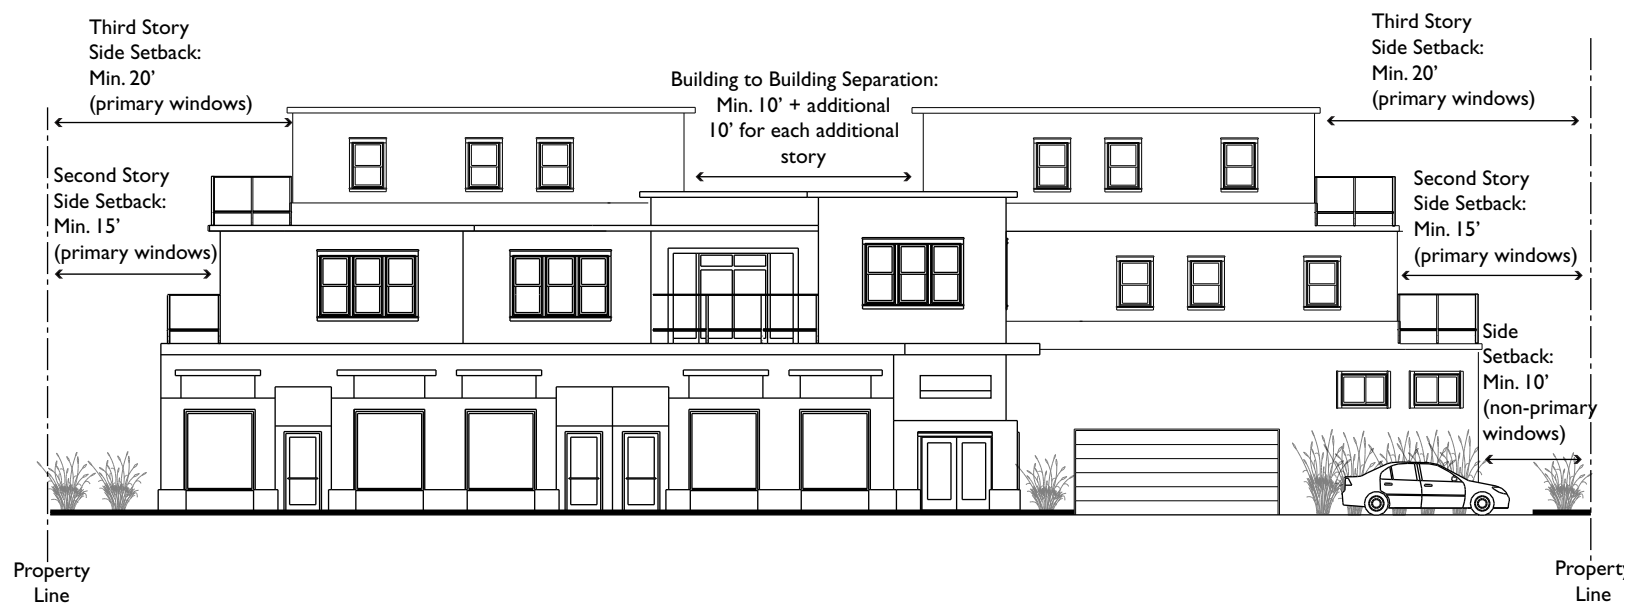 Third Story
Side Setback:
Min. 20’
(primary windows)
Second Story
Side Setback:
Min. 15’
(primary windows)
Building to Building Separation:
Min. 10’ + additional
10’ for each additional
story
Third Story
Side Setback:
Min. 20’
(primary windows)
Second Story
Side Setback:
Min. 15’
(primary windows)
Side
Setback:
Min. 10’
(non-primary
windows)
Property
Line
Property
Line